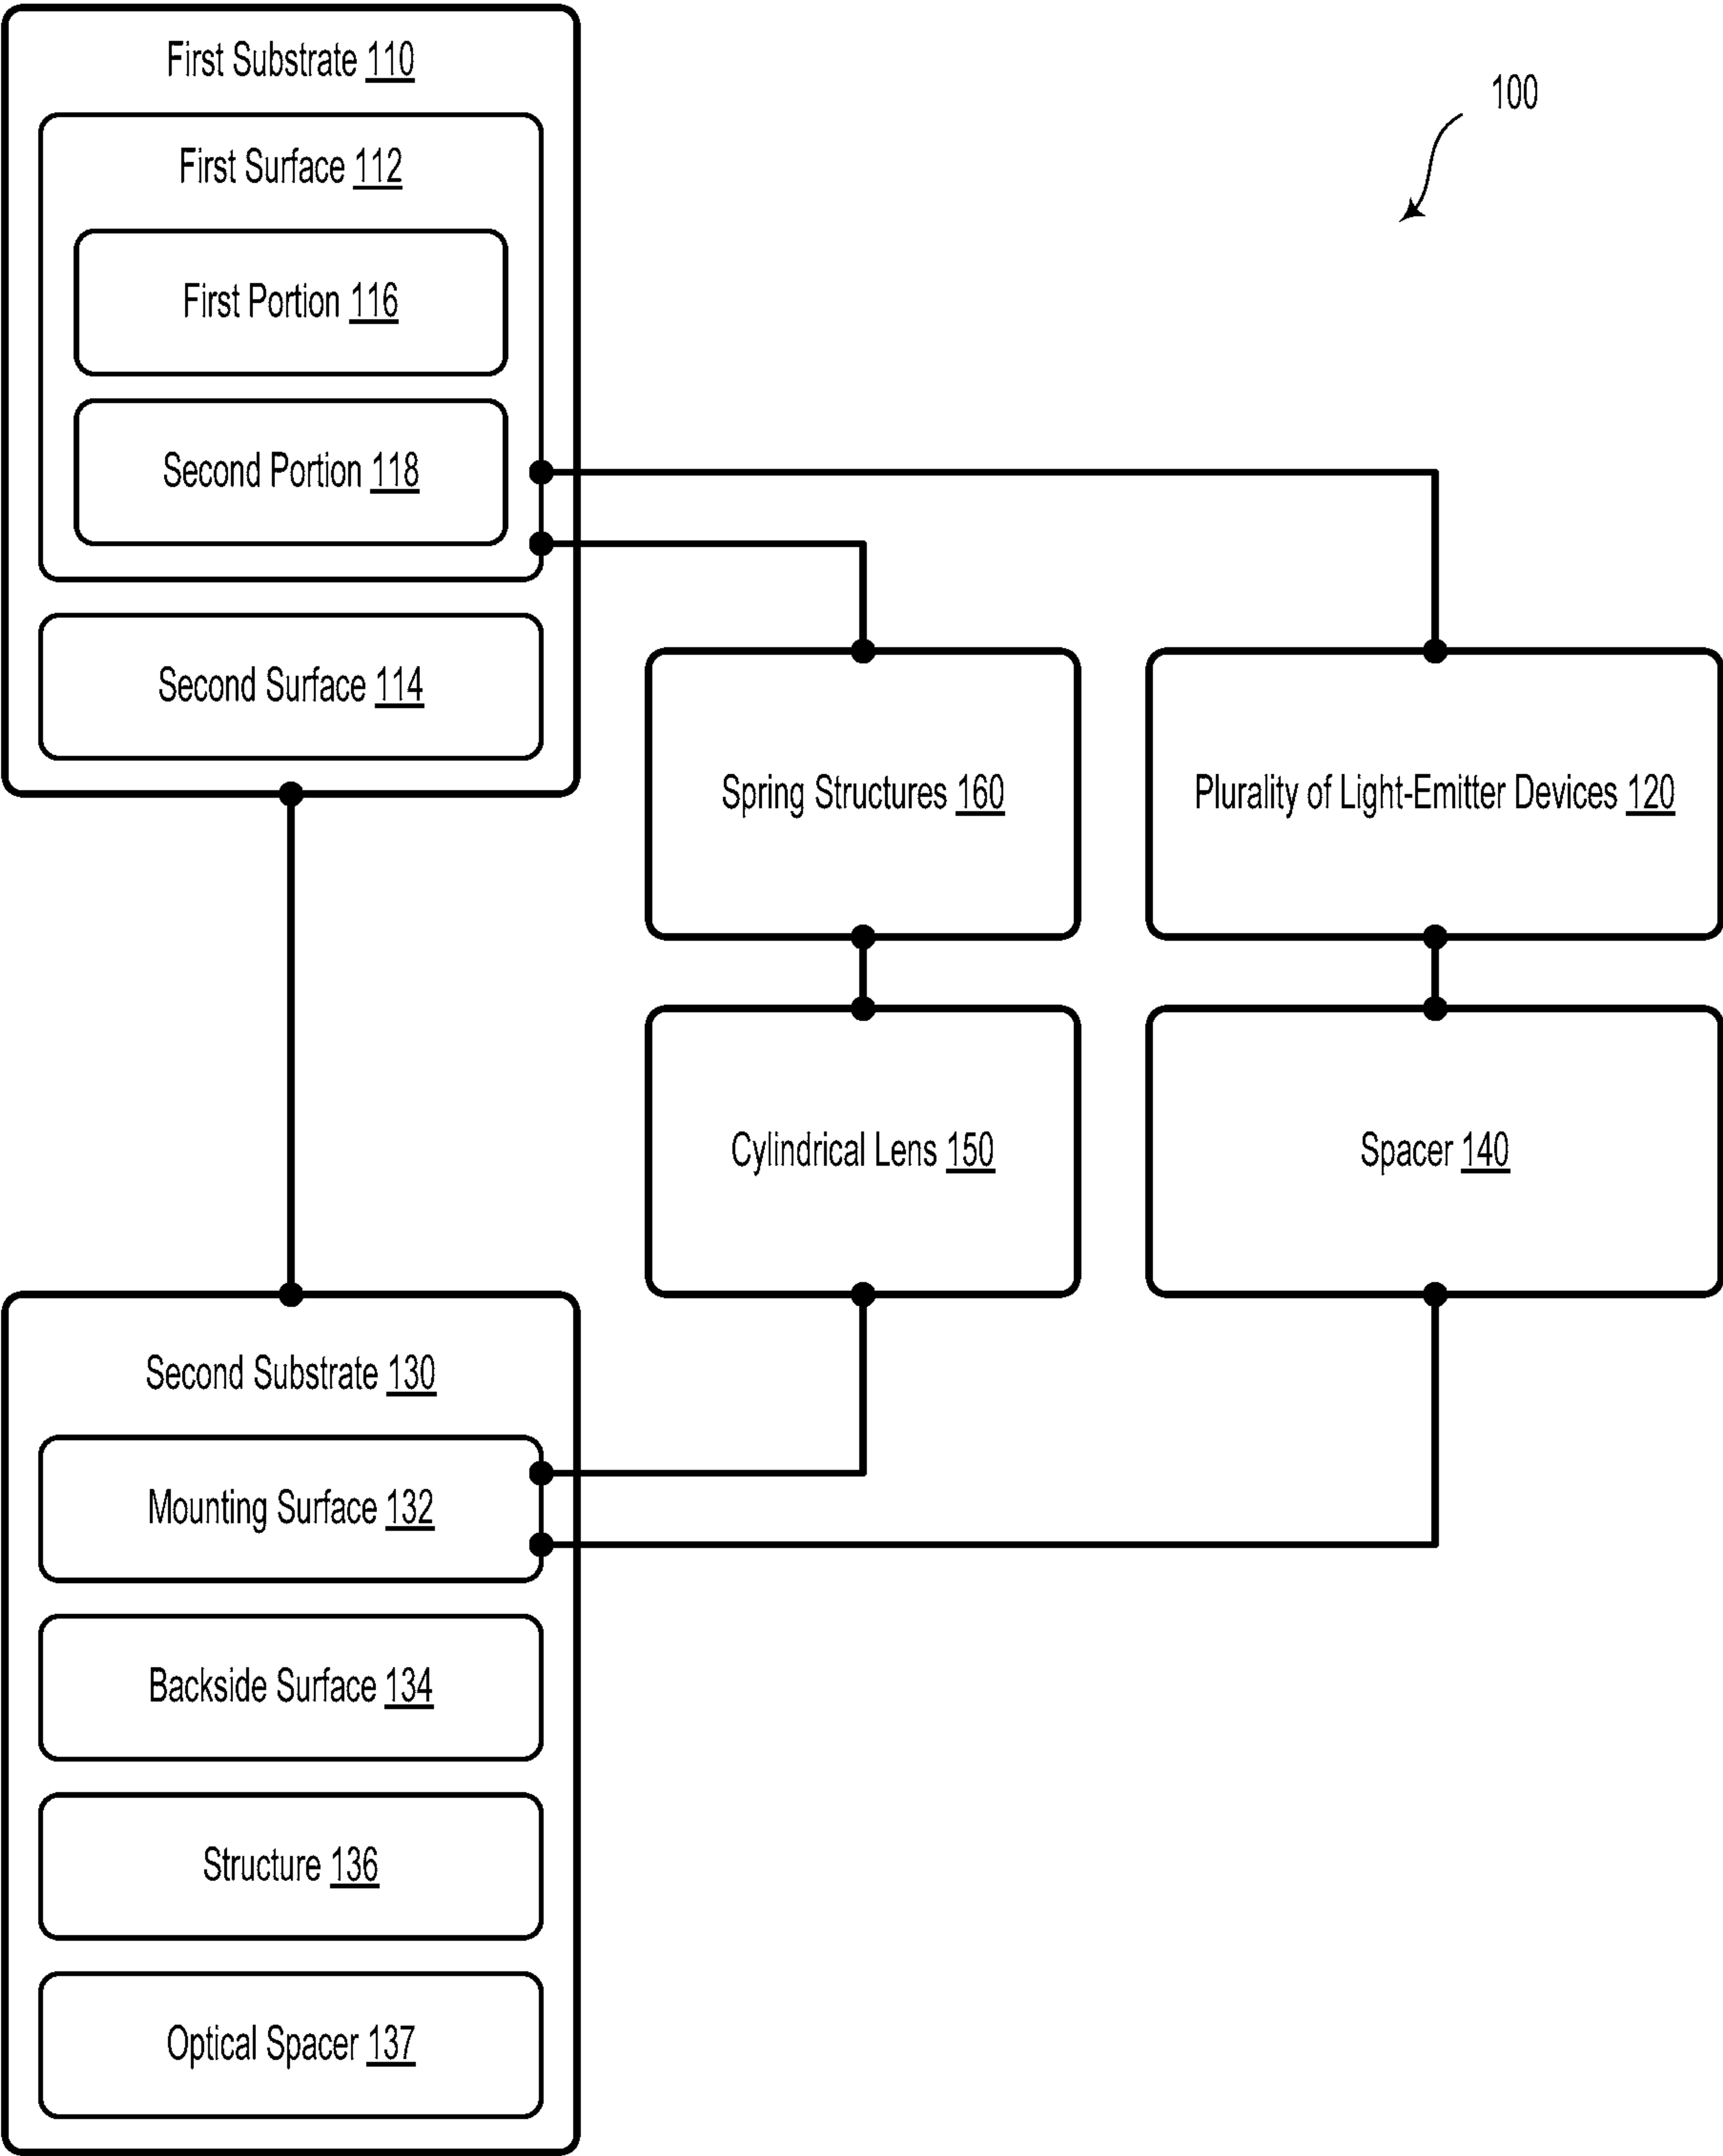 First Substrate 110
100
First Surface 112
First Portion 116
Second Portion 118
Second Surface 114
Spring Structures 160
Plurality of Light-Emitter Devices 120
Cylindrical Lens 150
Spacer 140
Second Substrate 130
Mounting Surface 132
Backside Surface 134
Structure 136
Optical Spacer 137